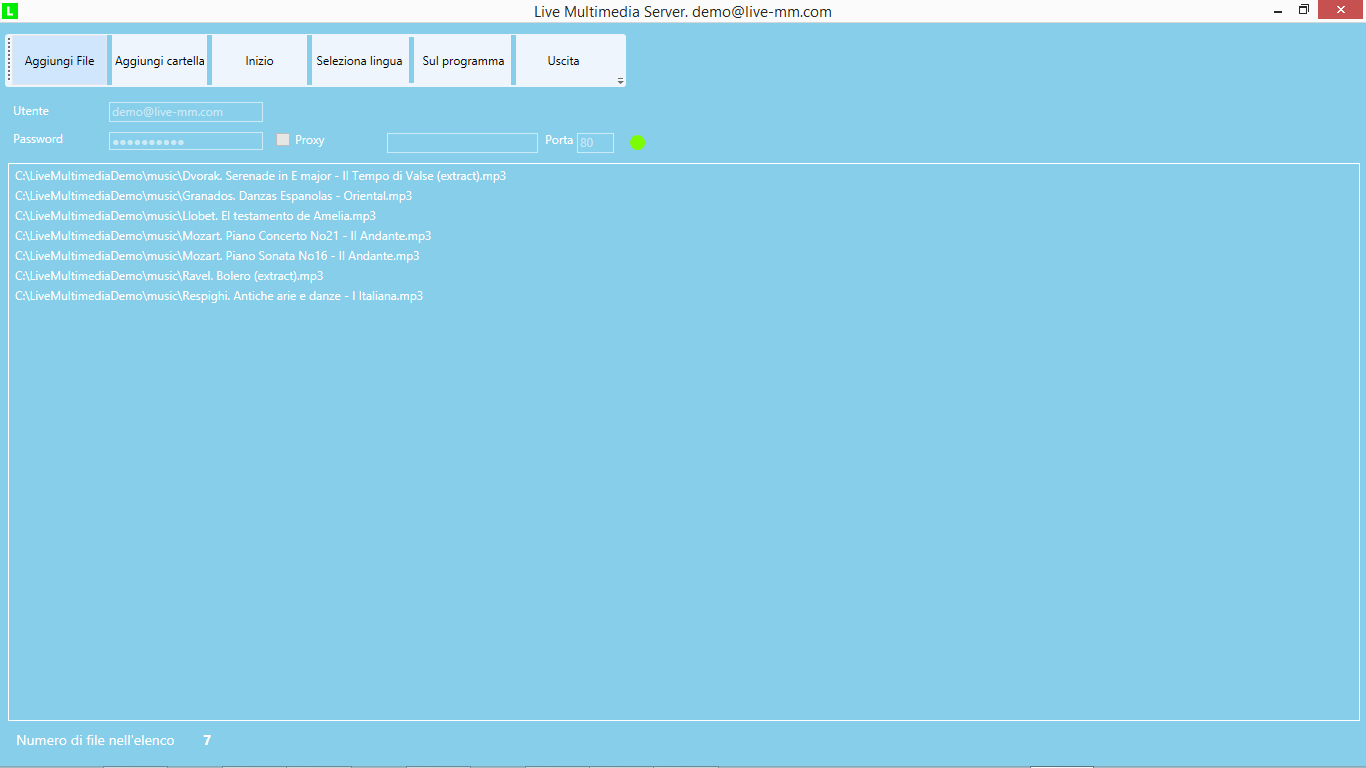 L
Live Multimedia Server. demo@live-mm.com
Aggiungi File Aggiungi cartella Inizio Seleziona lingua Sul programma Uscita
Utente demo@live-mm.com
Password ●●●●●●●●●● Proxy Porta 80
C:\LiveMultimediaDemo\music\Dvorak. Serenade in E major - II Tempo di Valse (extract).mp3
C:\LiveMultimediaDemo\music\Granados. Danzas Espanolas - Oriental.mp3
C:\LiveMultimediaDemo\music\Llobet. El testamento de Amelia.mp3
C:\LiveMultimediaDemo\music\Mozart. Piano Concerto No21 - II Andante.mp3
C:\LiveMultimediaDemo\music\Mozart. Piano Sonata No16 - II Andante.mp3
C:\LiveMultimediaDemo\music\Ravel. Bolero (extract).mp3
C:\LiveMultimediaDemo\music\Respighi. Antiche arie e danze - I Italiana.mp3
Numero di file nell'elenco 7